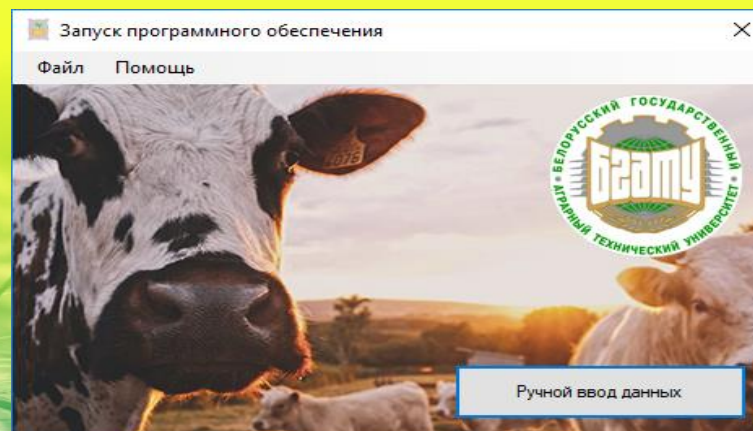 Запуск программного обеспечения
Файл Помощь
БЕЛОРУССКИЙ ГОСУДАРСТВЕННЫЙ
АГРАРНЫЙ ТЕХНИЧЕСКИЙ УНИВЕРСИТЕТ
БГАТУ
Ручной ввод данных